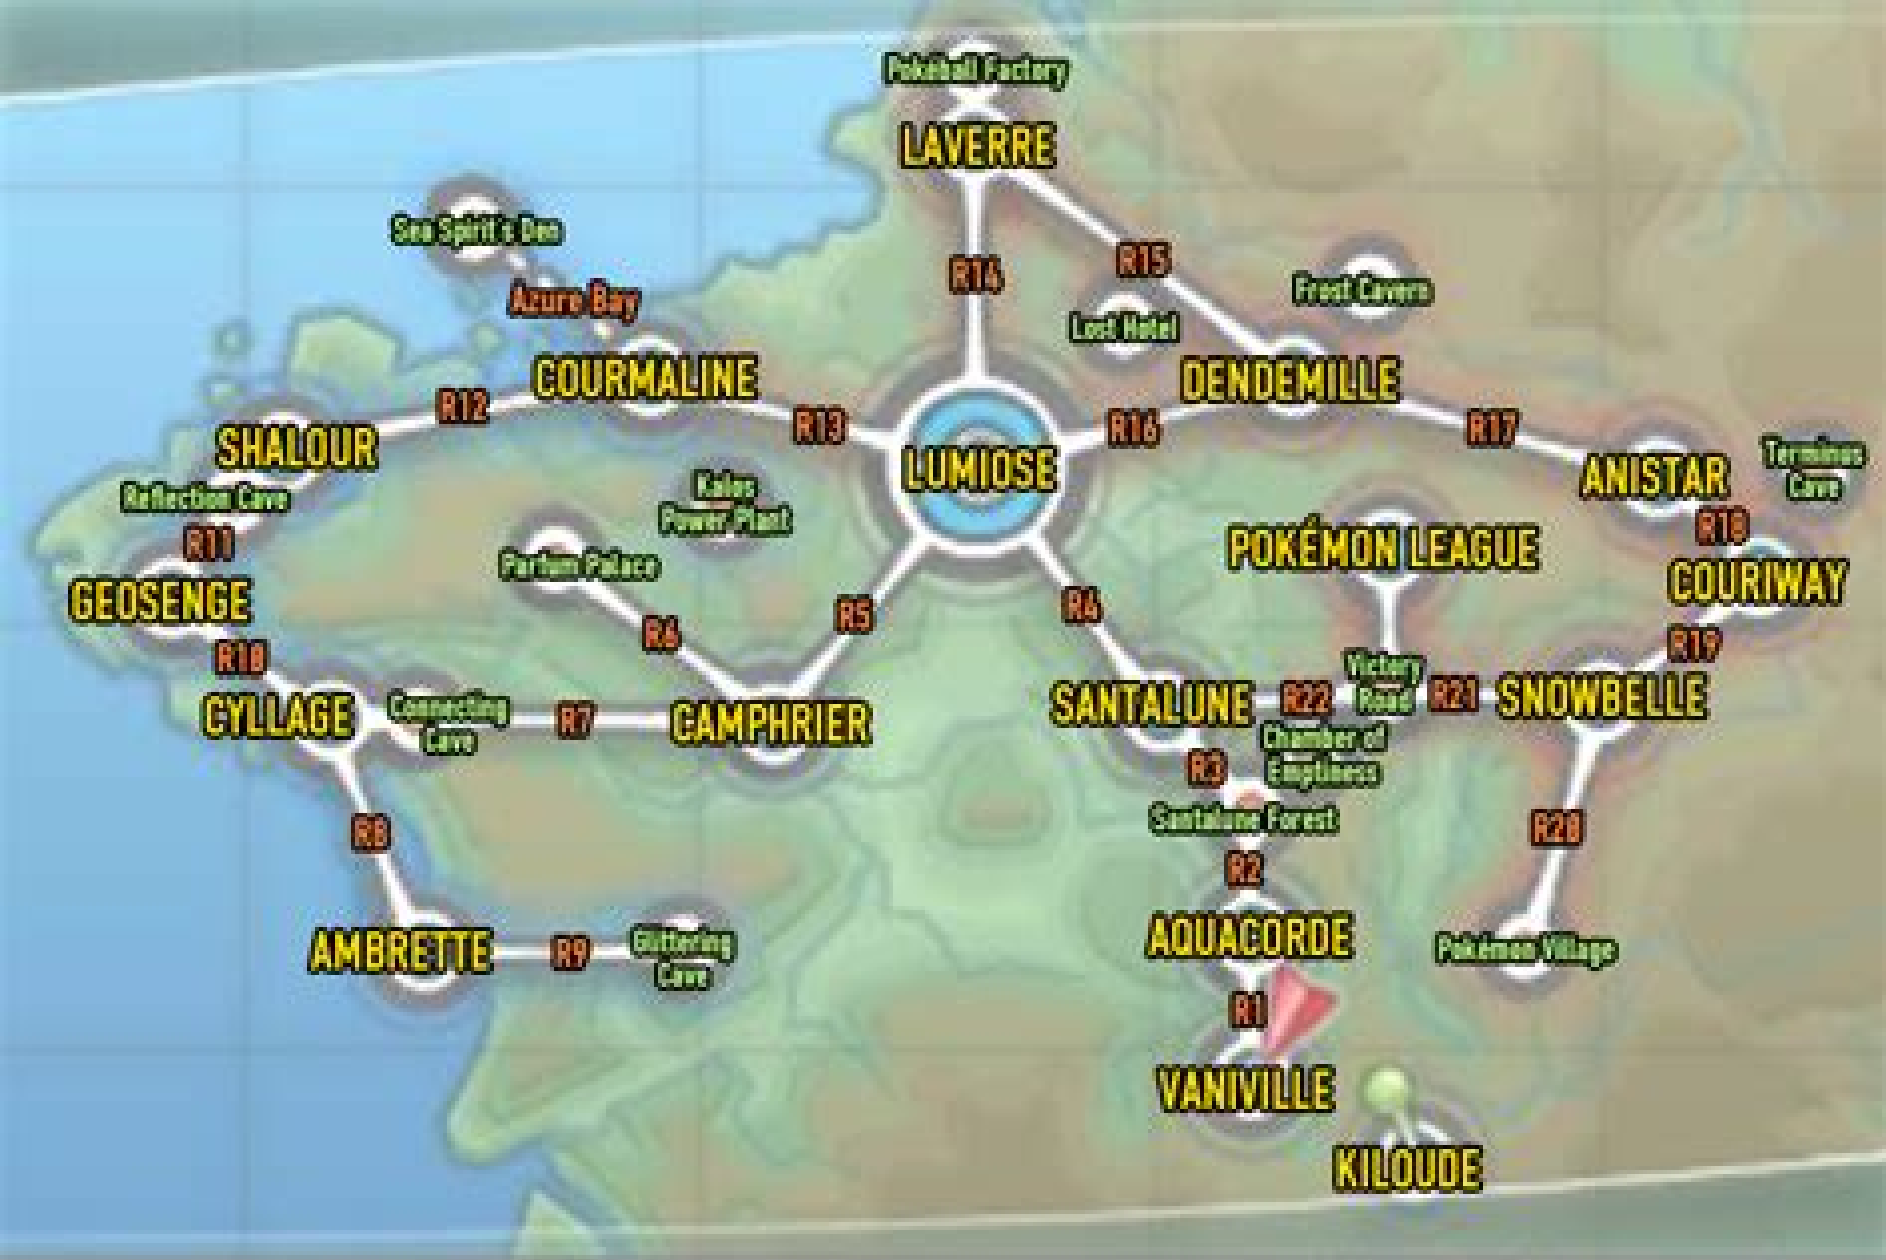 Pokéball Factory
LAVERRE
Sea Spirit's Den
R15
R14
Frost Cavern
Azure Bay
Lost Hotel
COURMALINE
DENDEMILLE
R12
R13
R16
R17
SHALOUR
LUMIOSE
ANISTAR
Terminus
Cave
Reflection Cave
Kalos
Power Plant
R18
R11
POKÉMON LEAGUE
Parfum Palace
COURIWAY
GEOSENGE
R6
R5
R6
R19
R10
Victory
Road
CYLLAGE
Connecting
Cave
R7
CAMPHRIER
SANTALUNE
R22
R21
SNOWBELLE
Chamber of
Emptiness
R3
Santalune Forest
R8
R20
R2
AMBRETTE
R9
Glittering
Cave
AQUACORDE
Pokémon Village
R1
VANIVILLE
KILOUDE